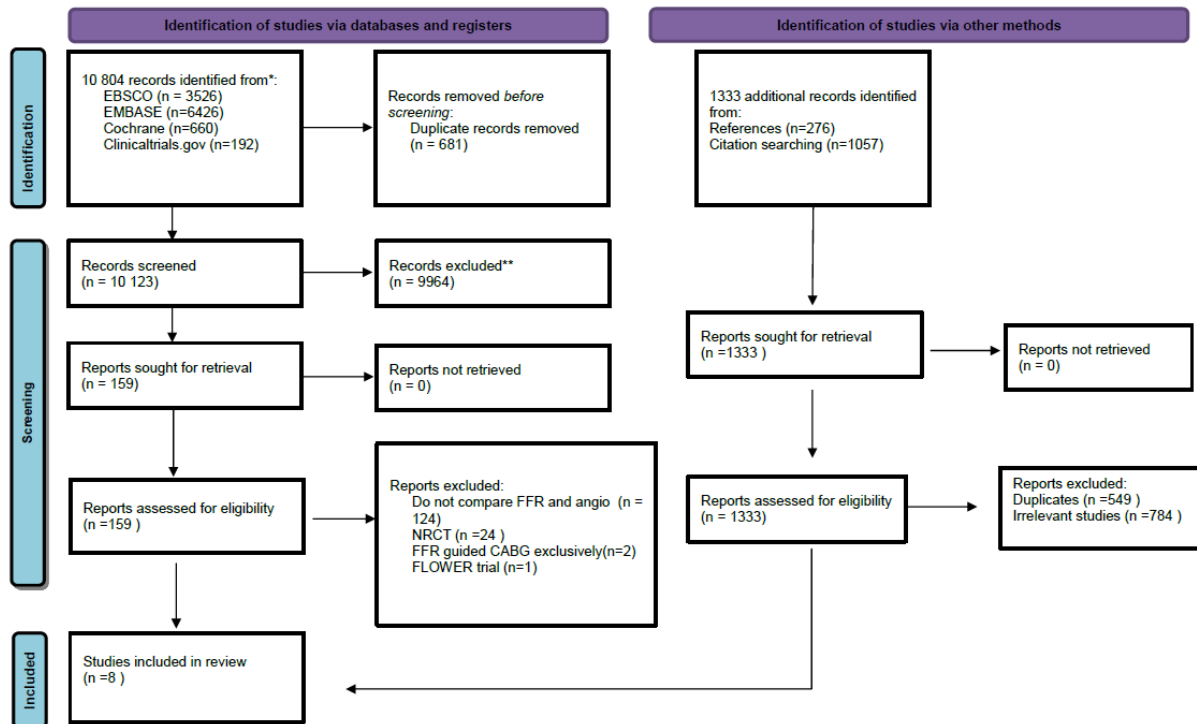 Identification of studies via databases and registers
Identification of studies via other methods
Identification
10 804 records identified from*:
EBSCO (n = 3526)
EMBASE (n=6426)
Cochrane (n=660)
Clinicaltrials.gov (n=192)
Records removed before
screening:
Duplicate records removed
(n = 681)
1333 additional records identified
from:
References (n=276)
Citation searching (n=1057)
Screening
Records screened
(n = 10 123)
Records excluded**
(n = 9964)
Reports sought for retrieval
(n = 159)
Reports not retrieved
(n = 0)
Reports sought for retrieval
(n =1333 )
Reports not retrieved
(n = 0)
Reports assessed for eligibility
(n =159 )
Reports excluded:
Do not compare FFR and angio  (n =
124)
NRCT (n =24 )
FFR guided CABG exclusively(n=2)
FLOWER trial (n=1)
Reports assessed for eligibility
(n = 1333)
Reports excluded:
Duplicates (n =549 )
Irrelevant studies (n =784 )
Included
Studies included in review
(n =8 )